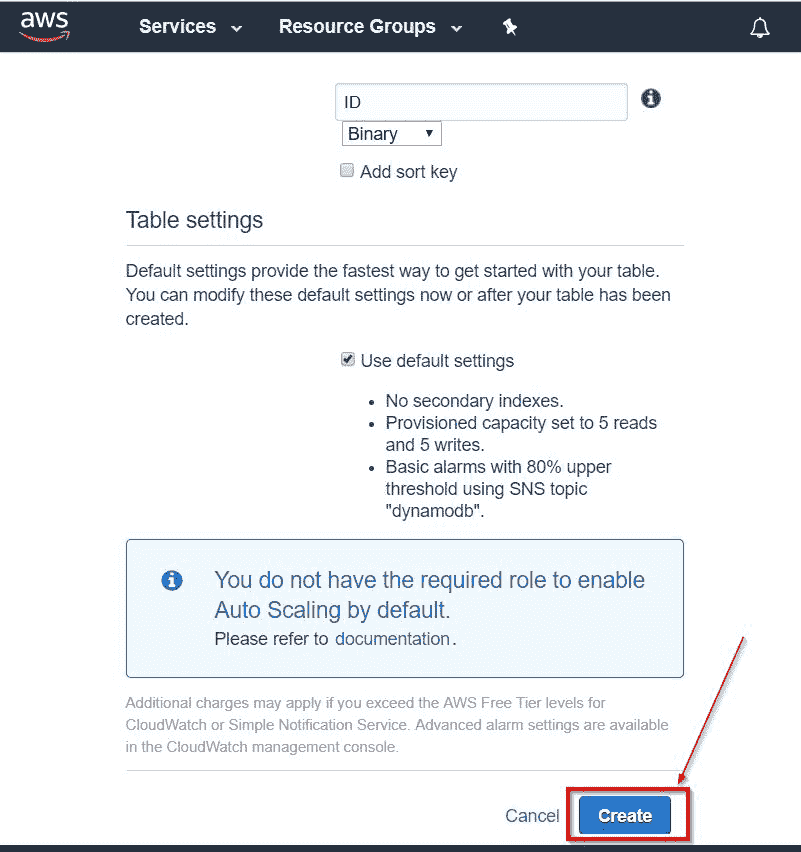 aws Services Resource Groups
ID
Binary
Add sort key
Table settings
Default settings provide the fastest way to get started with your table.
You can modify these default settings now or after your table has been
created.
Use default settings
No secondary indexes.
Provisioned capacity set to 5 reads
and 5 writes.
Basic alarms with 80% upper
threshold using SNS topic
"dynamodb".
You do not have the required role to enable
Auto Scaling by default.
Please refer to documentation.
Additional charges may apply if you exceed the AWS Free Tier levels for
CloudWatch or Simple Notification Service. Advanced alarm settings are available
in the CloudWatch management console.
Cancel Create